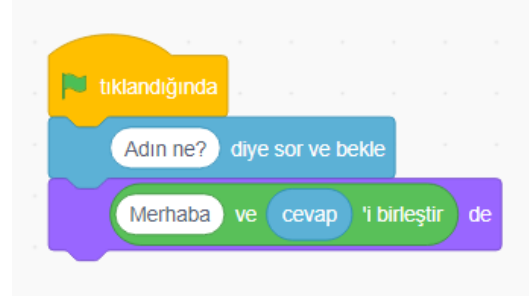 tıklandığında
Adın ne? diye sor ve bekle
Merhaba ve cevap 'i birleştir de